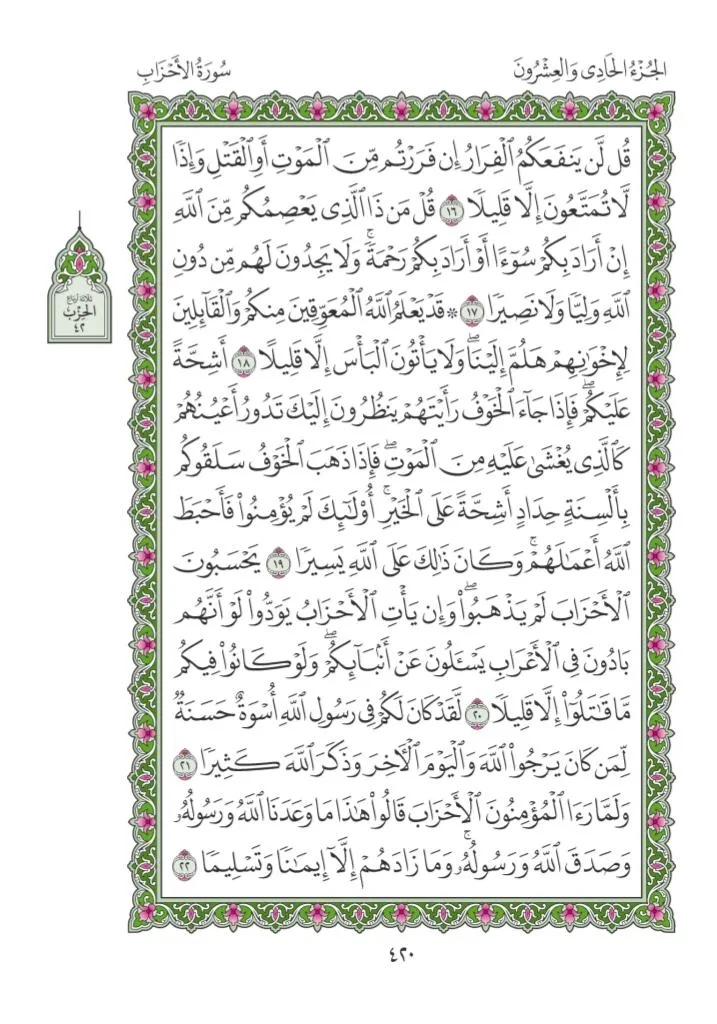 الجُزْءُ الحَادِي وَالعِشْرُونَ
سُورَةُ الأَحْزَابِ
قُل لَّن يَنفَعَكُمُ ٱلْفِرَارُ إِن فَرَرْتُم مِّنَ ٱلْمَوْتِ أَوِ ٱلْقَتْلِ وَإِذًا
لَّا تُمَتَّعُونَ إِلَّا قَلِيلًا ١٦ قُلْ مَن ذَا ٱلَّذِى يَعْصِمُكُم مِّنَ ٱللَّهِ
إِنْ أَرَادَ بِكُمْ سُوٓءًا أَوْ أَرَادَ بِكُمْ رَحْمَةً ۚ وَلَا يَجِدُونَ لَهُم مِّن دُونِ
ٱللَّهِ وَلِيًّا وَلَا نَصِيرًا ١٧ * قَدْ يَعْلَمُ ٱللَّهُ ٱلْمُعَوِّقِينَ مِنكُمْ وَٱلْقَآئِلِينَ
لِإِخْوَٰنِهِمْ هَلُمَّ إِلَيْنَا ۖ وَلَا يَأْتُونَ ٱلْبَأْسَ إِلَّا قَلِيلًا ١٨ أَشِحَّةً
عَلَيْكُمْ ۖ فَإِذَا جَآءَ ٱلْخَوْفُ رَأَيْتَهُمْ يَنظُرُونَ إِلَيْكَ تَدُورُ أَعْيُنُهُمْ
كَٱلَّذِى يُغْشَىٰ عَلَيْهِ مِنَ ٱلْمَوْتِ ۖ فَإِذَا ذَهَبَ ٱلْخَوْفُ سَلَقُوكُم
بِأَلْسِنَةٍ حِدَادٍ أَشِحَّةً عَلَى ٱلْخَيْرِ ۚ أُو۟لَٰٓئِكَ لَمْ يُؤْمِنُوا۟ فَأَحْبَطَ
ٱللَّهُ أَعْمَٰلَهُمْ ۚ وَكَانَ ذَٰلِكَ عَلَى ٱللَّهِ يَسِيرًا ١٩ يَحْسَبُونَ
ٱلْأَحْزَابَ لَمْ يَذْهَبُوا۟ ۖ وَإِن يَأْتِ ٱلْأَحْزَابُ يَوَدُّوا۟ لَوْ أَنَّهُم
بَادُونَ فِى ٱلْأَعْرَابِ يَسْـَٔلُونَ عَنْ أَنۢبَآئِكُمْ ۖ وَلَوْ كَانُوا۟ فِيكُم
مَّا قَٰتَلُوٓا۟ إِلَّا قَلِيلًا ٢٠ لَّقَدْ كَانَ لَكُمْ فِى رَسُولِ ٱللَّهِ أُسْوَةٌ حَسَنَةٌ
لِّمَن كَانَ يَرْجُوا۟ ٱللَّهَ وَٱلْيَوْمَ ٱلْـَٔاخِرَ وَذَكَرَ ٱللَّهَ كَثِيرًا ٢١
وَلَمَّا رَءَا ٱلْمُؤْمِنُونَ ٱلْأَحْزَابَ قَالُوا۟ هَٰذَا مَا وَعَدَنَا ٱللَّهُ وَرَسُولُهُۥ
وَصَدَقَ ٱللَّهُ وَرَسُولُهُۥ ۚ وَمَا زَادَهُمْ إِلَّآ إِيمَٰنًا وَتَسْلِيمًا ٢٢
ثلاثة أرباع
الحِزْبُ
٤٢
٤٢٠